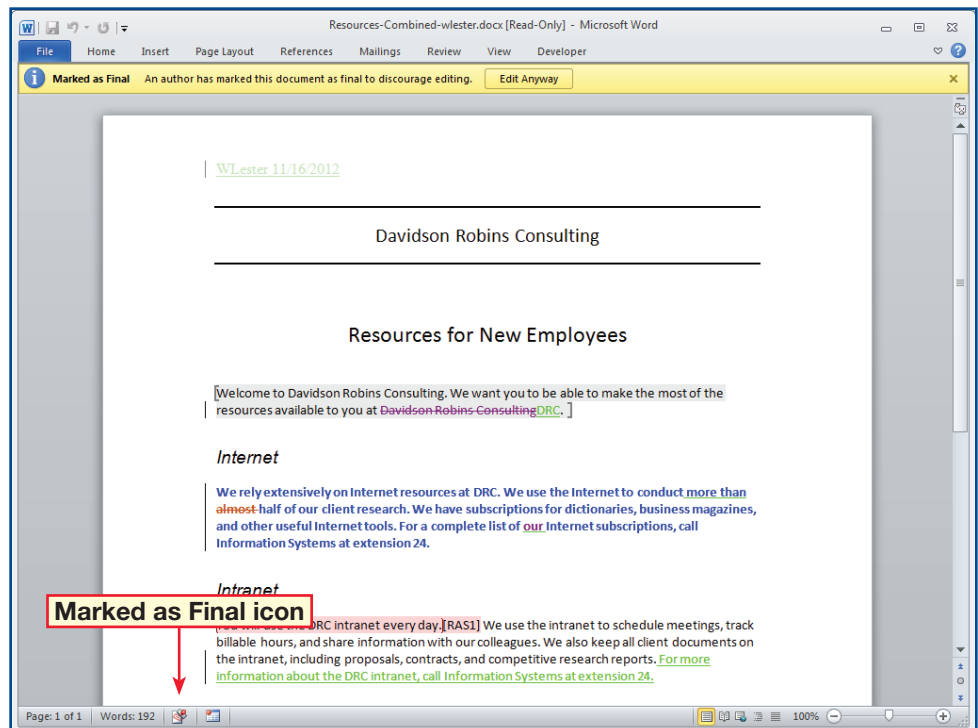 Resources-Combined-wlester.docx [Read-Only] - Microsoft Word
File Home Insert Page Layout References Mailings Review View Developer
Marked as Final An author has marked this document as final to discourage editing. Edit Anyway
WLester 11/16/2012
Davidson Robins Consulting
Resources for New Employees
Welcome to Davidson Robins Consulting. We want you to be able to make the most of the
resources available to you at Davidson Robins ConsultingDRC.
Internet
We rely extensively on Internet resources at DRC. We use the Internet to conduct more than
almost half of our client research. We have subscriptions for dictionaries, business magazines,
and other useful Internet tools. For a complete list of our Internet subscriptions, call
Information Systems at extension 24.
Intranet
Marked as Final icon
DRC intranet every day.[RAS1] We use the intranet to schedule meetings, track
billable hours, and share information with our colleagues. We also keep all client documents on
the intranet, including proposals, contracts, and competitive research reports. For more
information about the DRC intranet, call Information Systems at extension 24.
Page: 1 of 1 Words: 192 100%